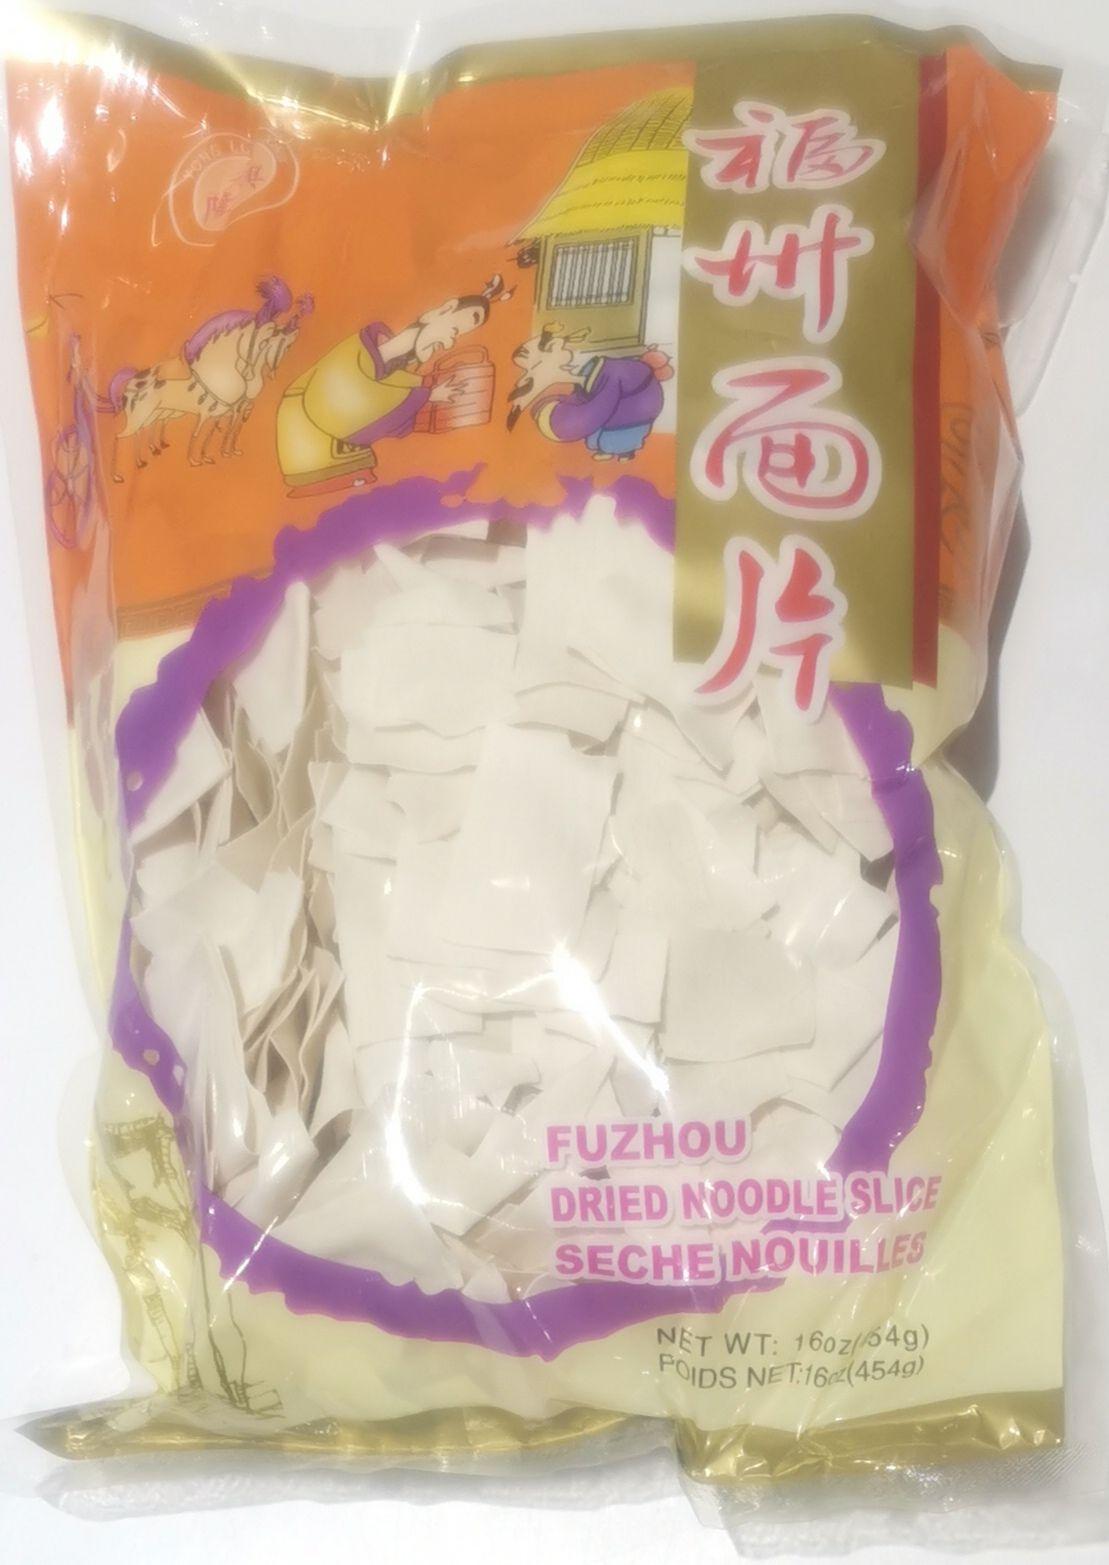 福州面片
FUZHOU
DRIED NOODLE SLICE
SECHE NOUILLES
NET WT: 16oz(454g)
POIDS NET:16oz(454g)